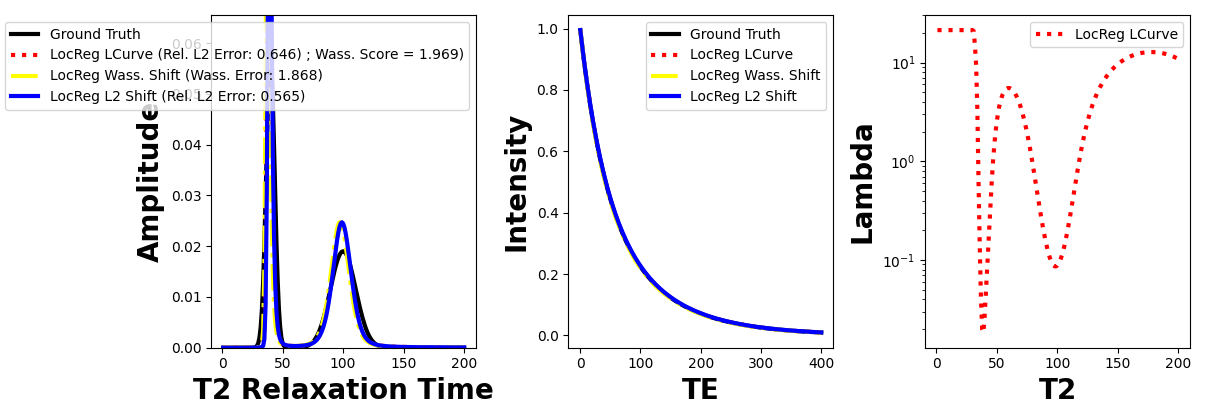 Ground Truth
LocReg LCurve (Rel. L2 Error: 0.646) ; Wass. Score = 1.969)
LocReg Wass. Shift (Wass. Error: 1.868)
LocReg L2 Shift (Rel. L2 Error: 0.565)
0.06
0.05
0.04
0.03
0.02
0.01
0.00
Amplitude
0
50
100
150
200
T2 Relaxation Time
Ground Truth
LocReg LCurve
LocReg Wass. Shift
LocReg L2 Shift
1.0
0.8
0.6
0.4
0.2
0.0
Intensity
0
100
200
300
400
TE
LocReg LCurve
10¹
10⁰
10⁻¹
Lambda
0
50
100
150
200
T2